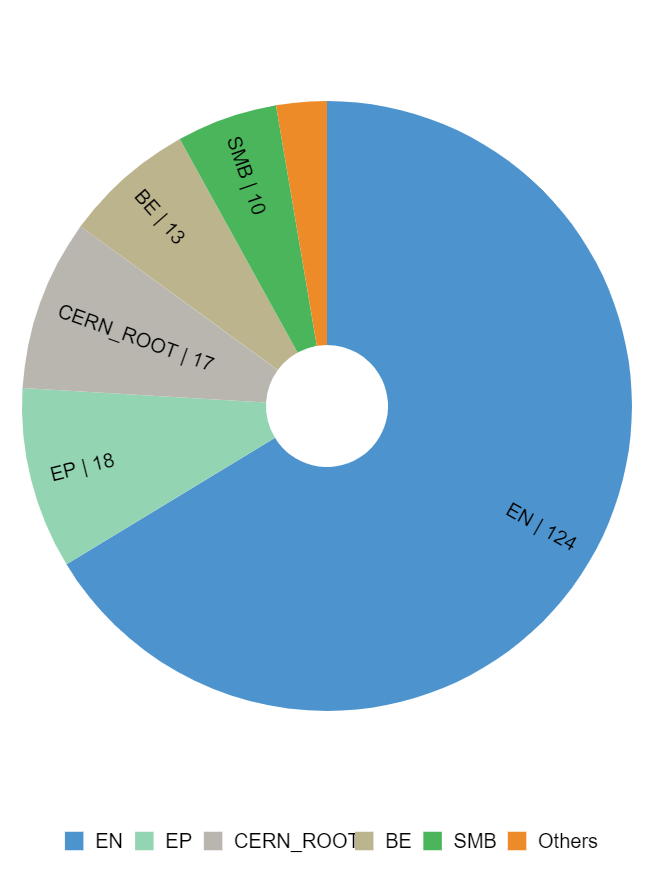 SMB | 10
BE | 13
CERN_ROOT | 17
EP | 18
EN | 124
EN EP CERN_ROOT BE SMB Others